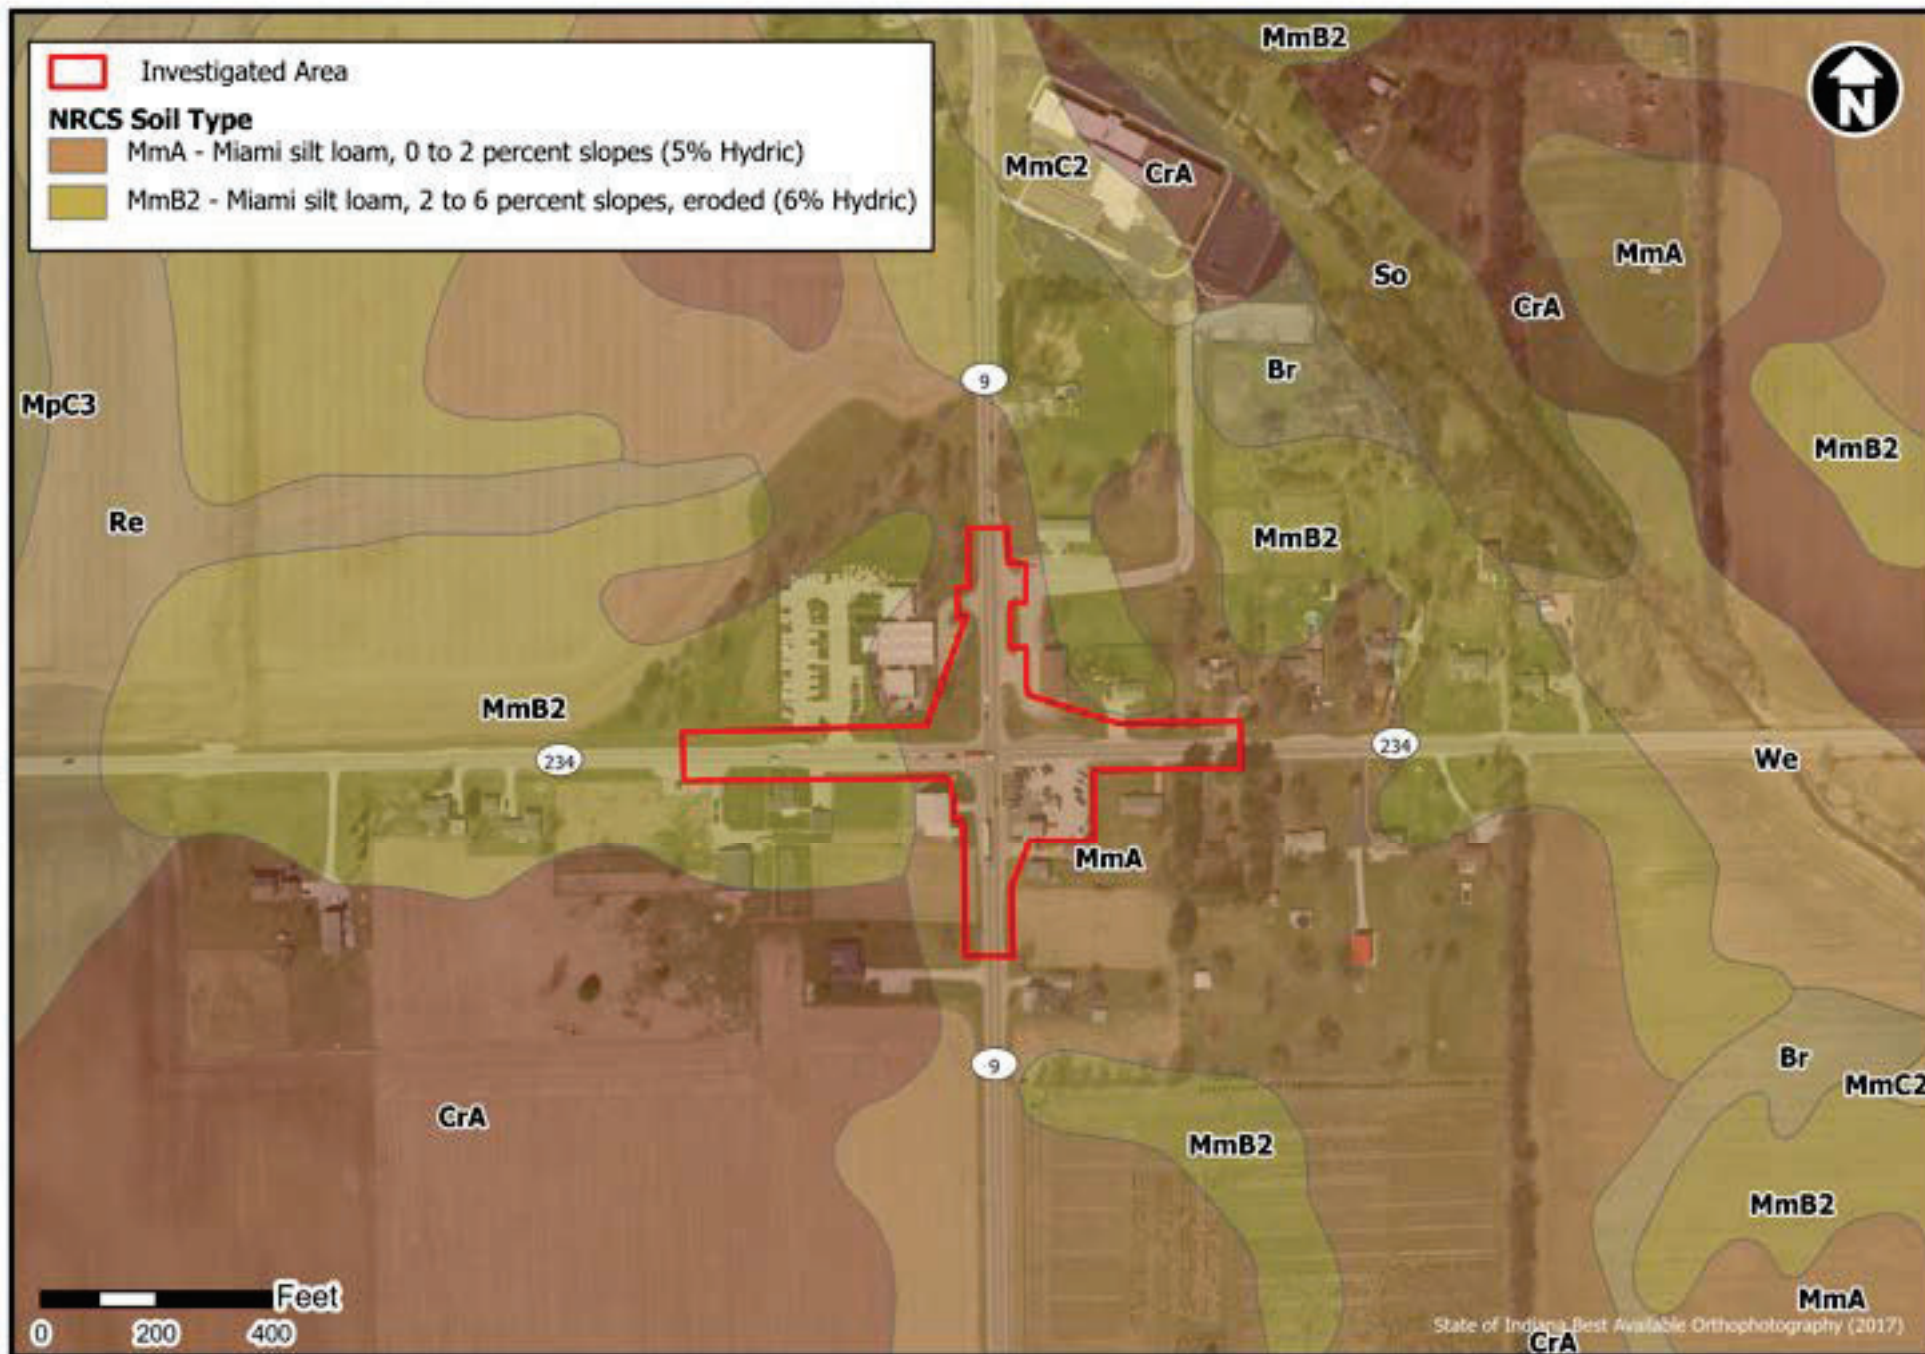 Investigated Area
NRCS Soil Type
MmA - Miami silt loam, 0 to 2 percent slopes (5% Hydric)
MmB2 - Miami silt loam, 2 to 6 percent slopes, eroded (6% Hydric)
N
MmB2
MmC2
CrA
MmA
So
CrA
9
Br
MpC3
MmB2
Re
MmB2
MmB2
234
234
We
MmA
9
Br
MmC2
CrA
MmB2
MmB2
MmA
Feet
0 200 400
State of Indiana Best Available Orthophotography (2017)
CrA